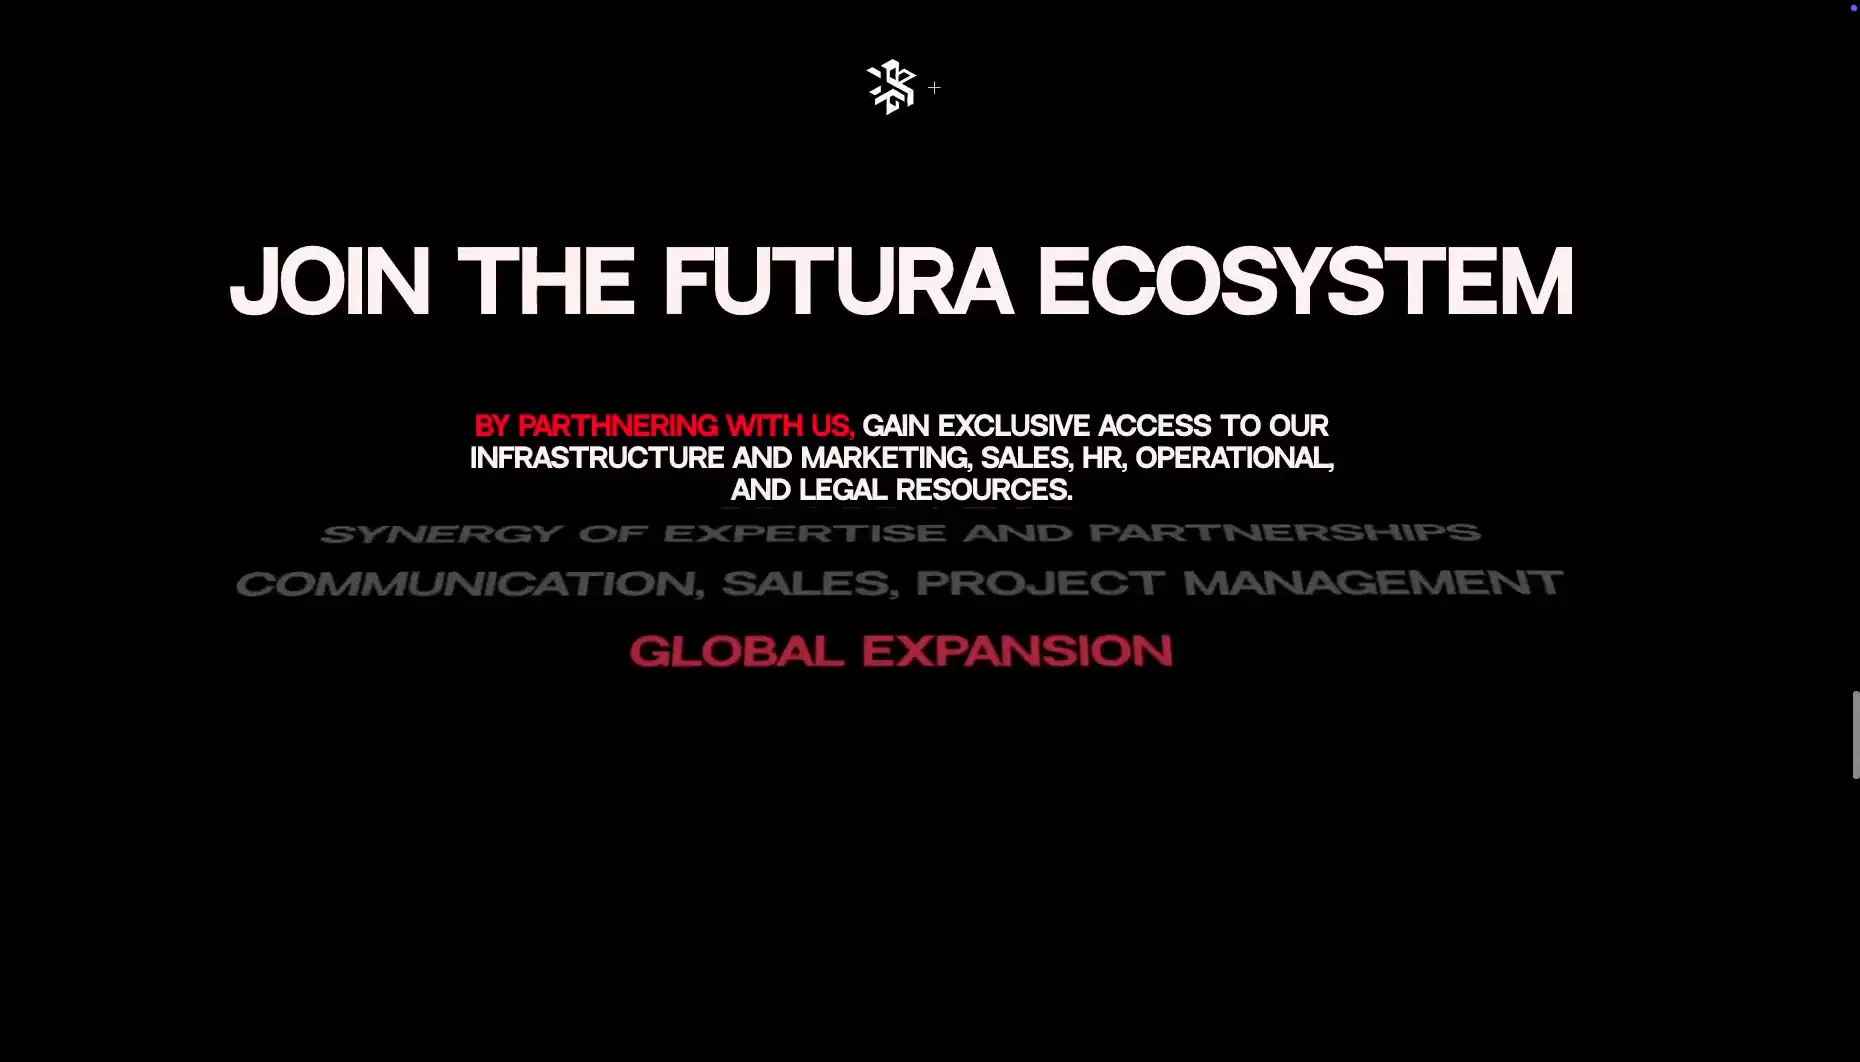 JOIN THE FUTURA ECOSYSTEM
BY PARTHNERING WITH US, GAIN EXCLUSIVE ACCESS TO OUR
INFRASTRUCTURE AND MARKETING, SALES, HR, OPERATIONAL,
AND LEGAL RESOURCES.
SYNERGY OF EXPERTISE AND PARTNERSHIPS
COMMUNICATION, SALES, PROJECT MANAGEMENT
GLOBAL EXPANSION